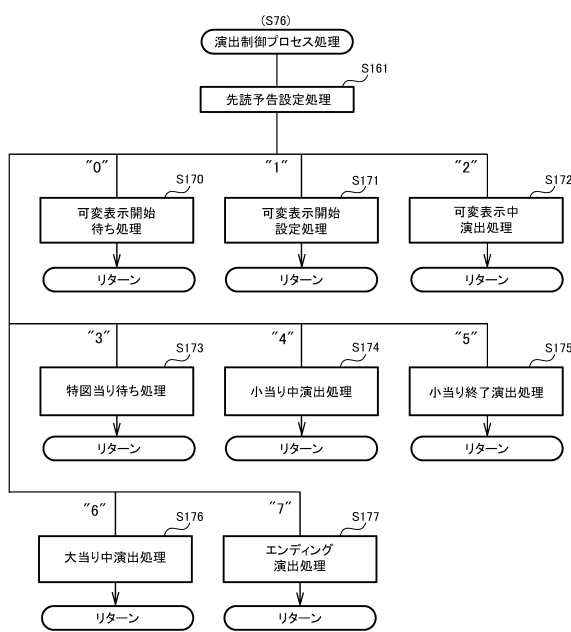 (S76)
演出制御プロセス処理
S161
先読予告設定処理
"0"
"1"
"2"
S170
S171
S172
可変表示開始
待ち処理
可変表示開始
設定処理
可変表示中
演出処理
リターン
リターン
リターン
"3"
"4"
"5"
S173
S174
S175
特図当り待ち処理
小当り中演出処理
小当り終了演出処理
リターン
リターン
リターン
"6"
"7"
S176
S177
大当り中演出処理
エンディング
演出処理
リターン
リターン